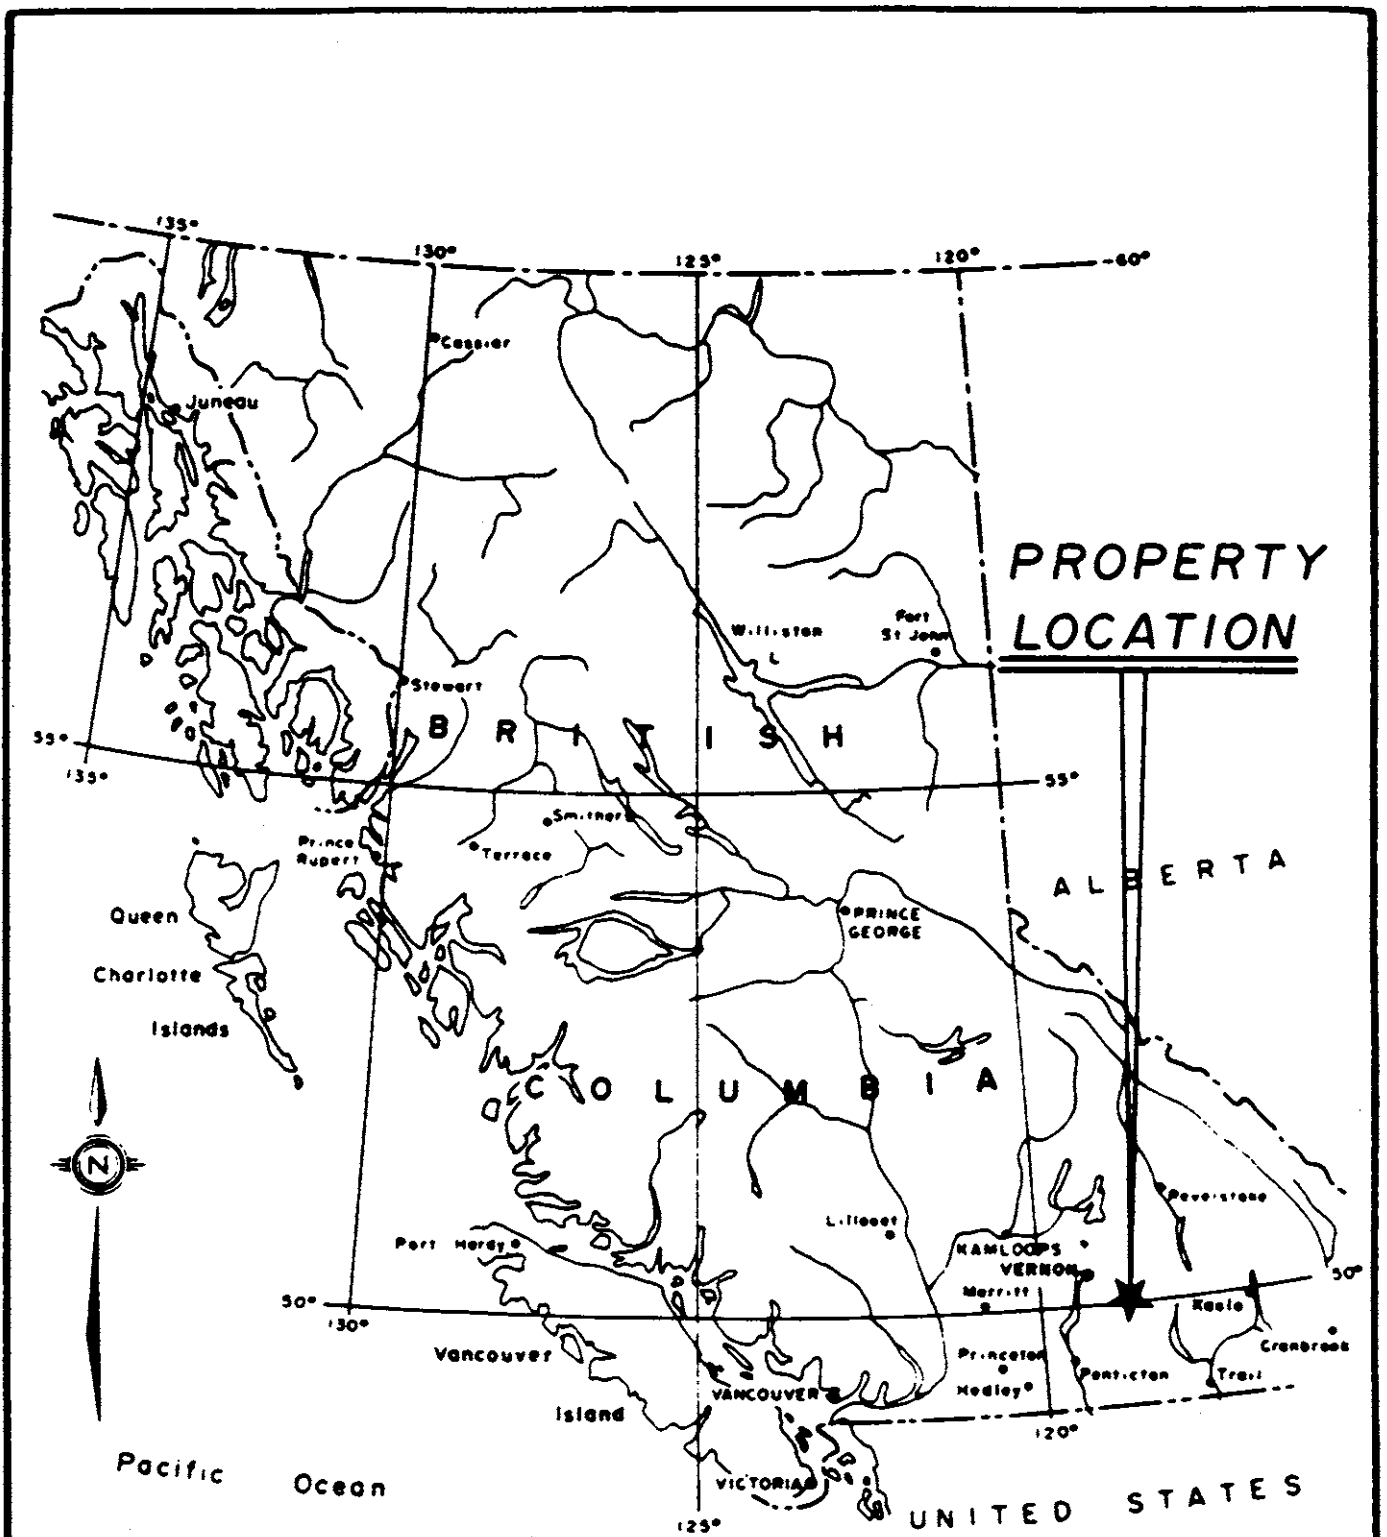 135°
130°
125°
120°
60°
Cassiar
Juneau
PROPERTY
LOCATION
Williston
L
Fort
St John
Stewart
BRITISH
55°
135°
55°
Smithers
Terrace
Prince
Rupert
ALBERTA
Queen
Charlotte
Islands
PRINCE
GEORGE
COLUMBIA
N
Revelstoke
Lillooet
Port Hardy
KAMLOOPS
VERNON
50°
Merritt
Kaslo
50°
130°
Vancouver
Island
Princeton
Hedley
Penticton
Cranbrook
Trail
VANCOUVER
120°
Pacific Ocean
VICTORIA
UNITED STATES
125°